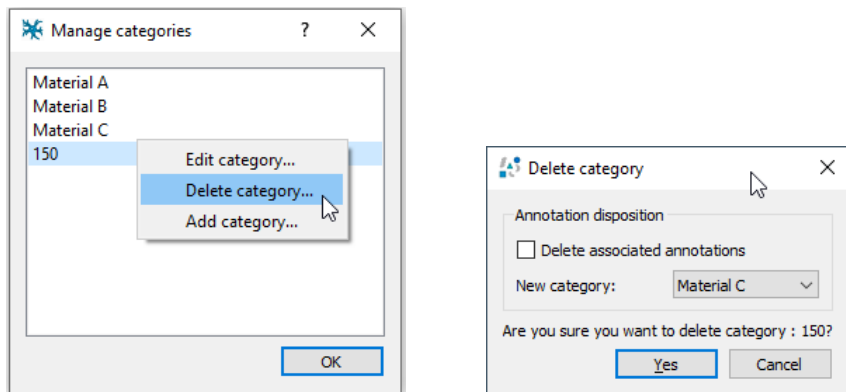 Manage categories ?
Material A
Material B
Material C
150
Edit category...
Delete category...
Add category...
OK
Delete category
Annotation disposition
Delete associated annotations
New category: Material C
Are you sure you want to delete category : 150?
Yes Cancel